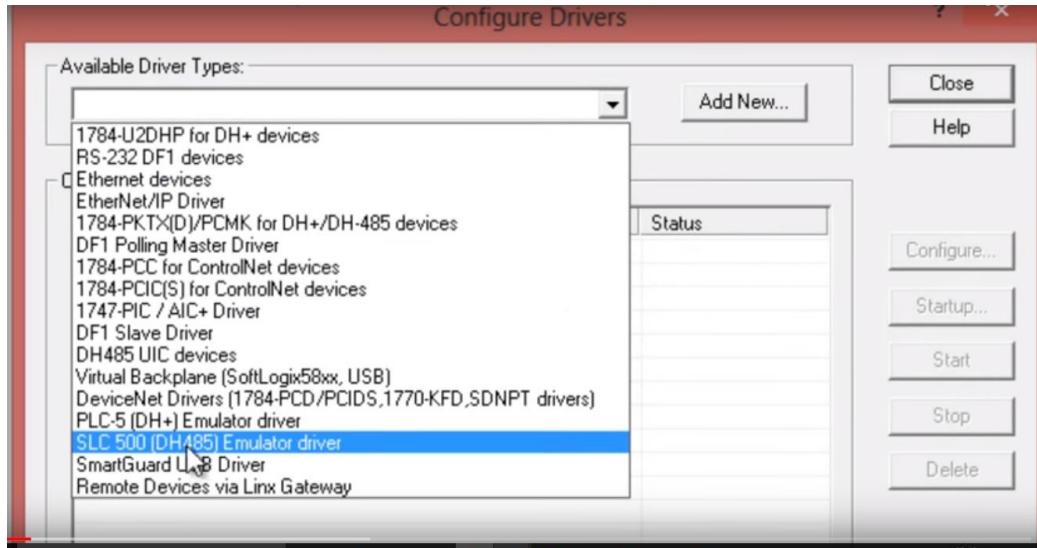 Configure Drivers
? ×
Available Driver Types:
Add New...
Close
Help
1784-U2DHP for DH+ devices
RS-232 DF1 devices
Ethernet devices
EtherNet/IP Driver
1784-PKTX(D)/PCMK for DH+/DH-485 devices
DF1 Polling Master Driver
1784-PCC for ControlNet devices
1784-PCIC(S) for ControlNet devices
1747-PIC / AIC+ Driver
DF1 Slave Driver
DH485 UIC devices
Virtual Backplane (SoftLogix58xx, USB)
DeviceNet Drivers (1784-PCD/PCIDS,1770-KFD,SDNPT drivers)
PLC-5 (DH+) Emulator driver
SLC 500 (DH485) Emulator driver
SmartGuard USB Driver
Remote Devices via Linx Gateway
Status
Configure...
Startup...
Start
Stop
Delete